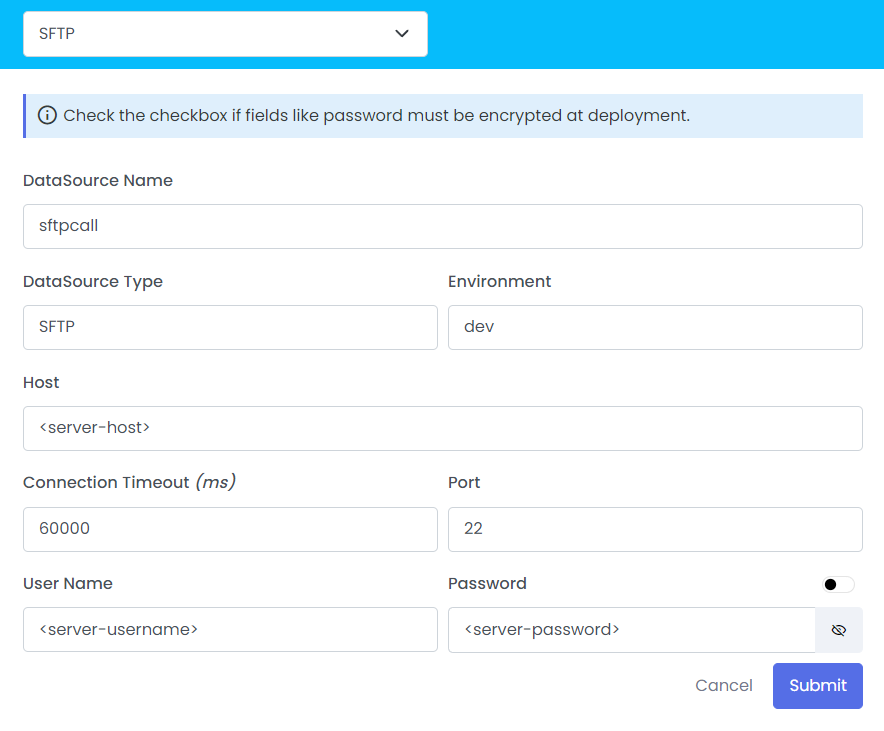 SFTP
Check the checkbox if fields like password must be encrypted at deployment.
DataSource Name
sftpcall
DataSource Type
Environment
SFTP
dev
Host
<server-host>
Connection Timeout (ms)
Port
60000
22
User Name
Password
<server-username>
<server-password>
Cancel
Submit